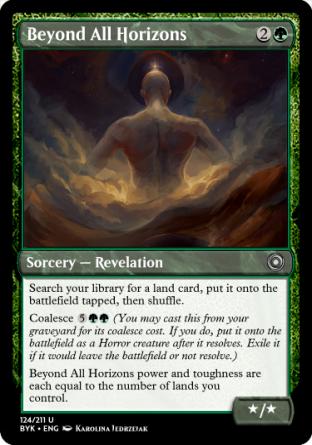 Beyond All Horizons 2
Sorcery — Revelation
Search your library for a land card, put it onto the
battlefield tapped, then shuffle.
Coalesce 5 (You may cast this from your
graveyard for its coalesce cost. If you do, put it onto the
battlefield as a Horror creature after it resolves. Exile it
if it would leave the battlefield or not resolve.)
Beyond All Horizons power and toughness are
each equal to the number of lands you
control.
*/*
124/211 U
BYK • ENG Karolina Jedrzejak